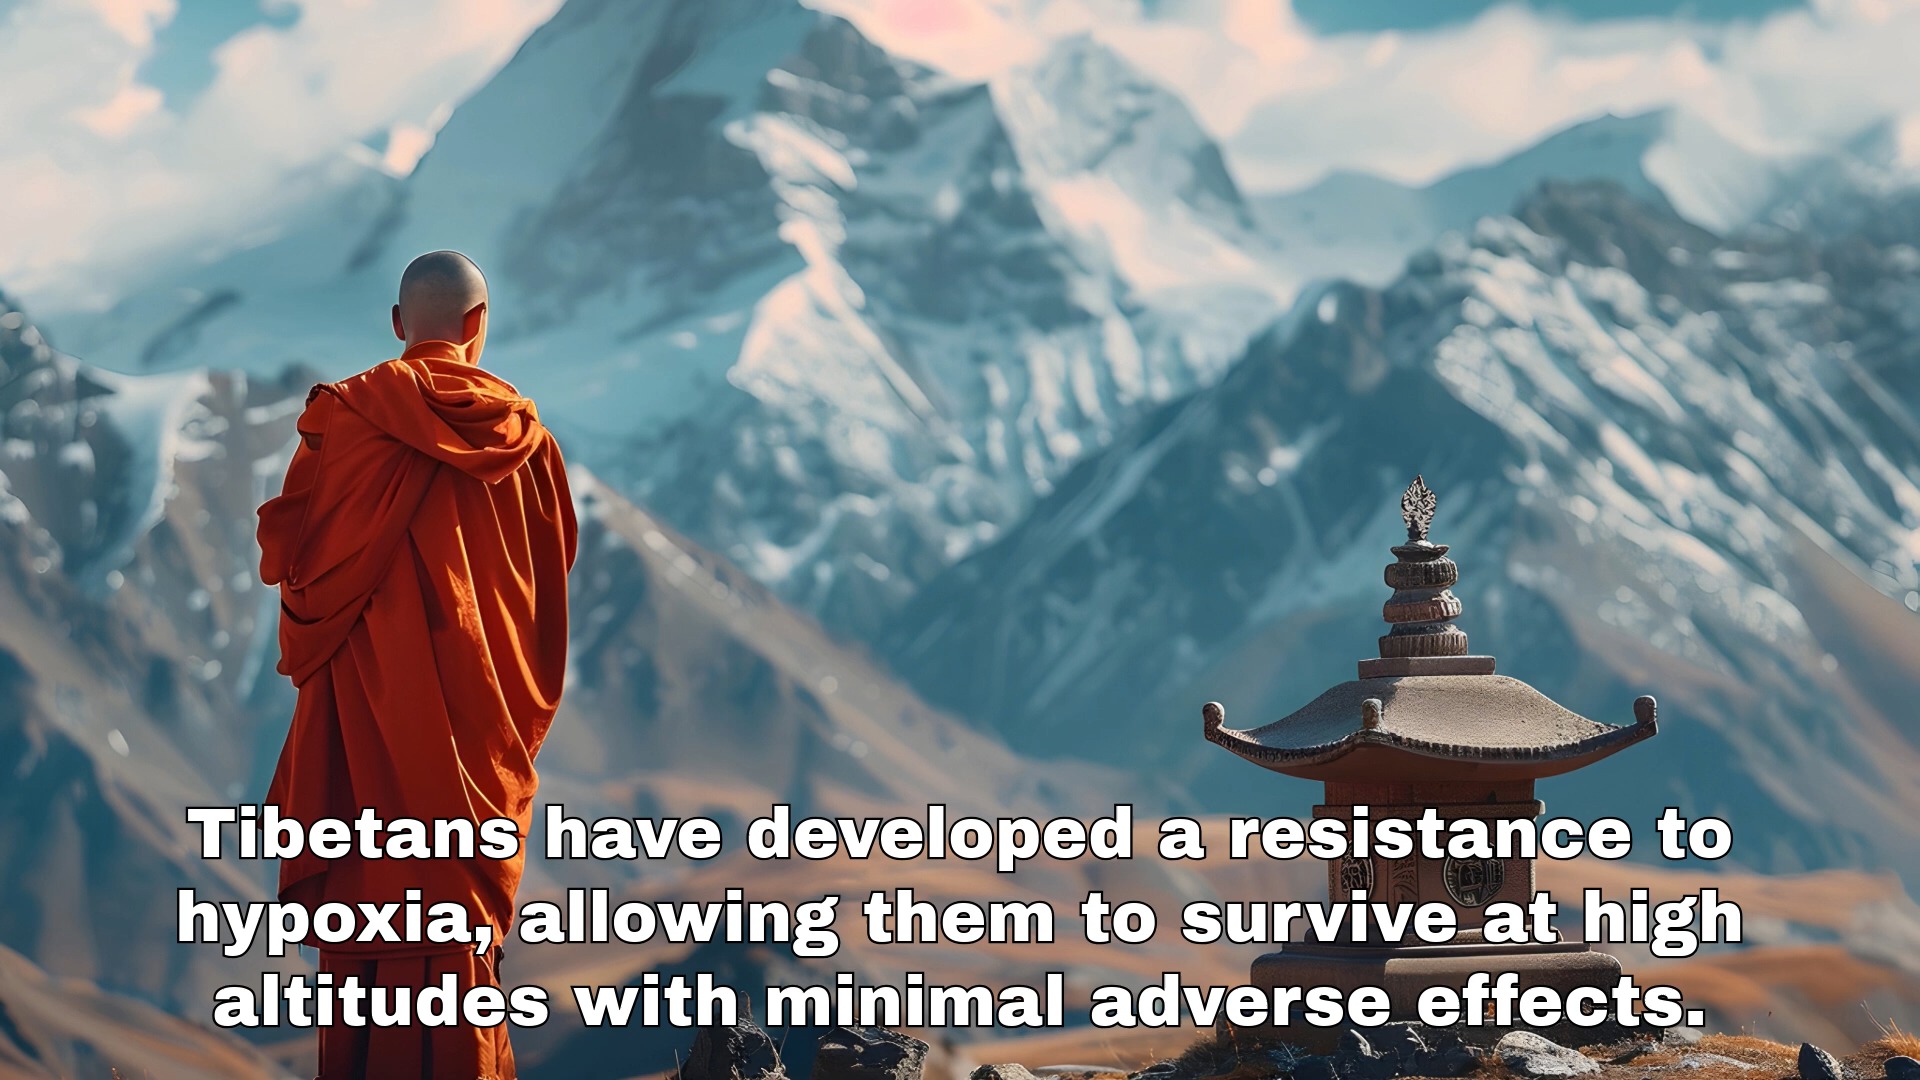 Tibetans have developed a resistance to
hypoxia, allowing them to survive at high
altitudes with minimal adverse effects.